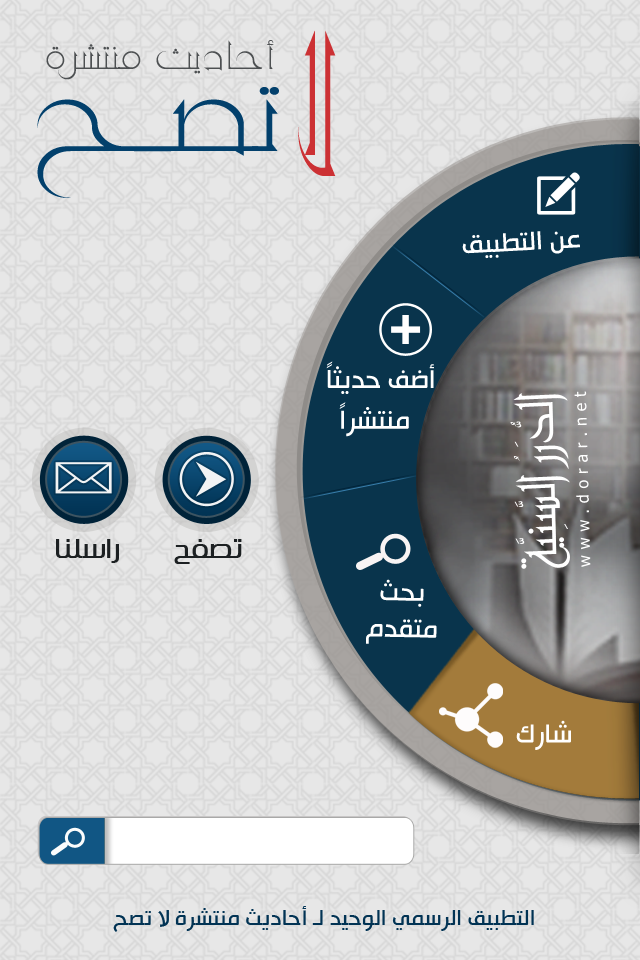 أحاديث منتشرة
لا تصح
عن التطبيق
أضف حديثاً
منتشراً
الدرر السنية
www.dorar.net
تصفح
راسلنا
بحث
متقدم
شارك
التطبيق الرسمي الوحيد لـ أحاديث منتشرة لا تصح